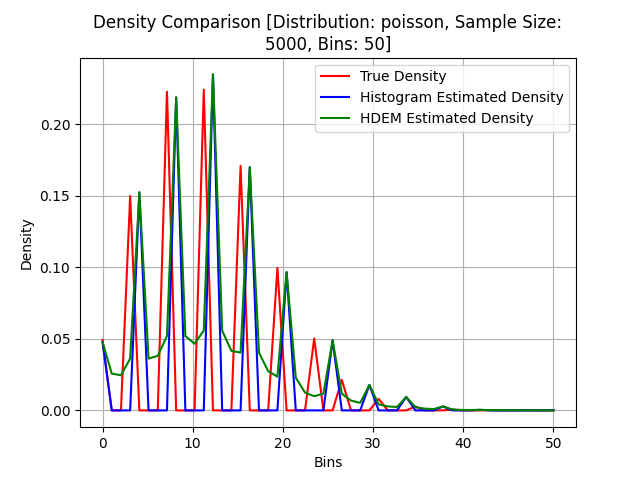 Density Comparison [Distribution: poisson, Sample Size:
5000, Bins: 50]
True Density
Histogram Estimated Density
HDEM Estimated Density
Density
0.20
0.15
0.10
0.05
0.00
0 10 20 30 40 50
Bins